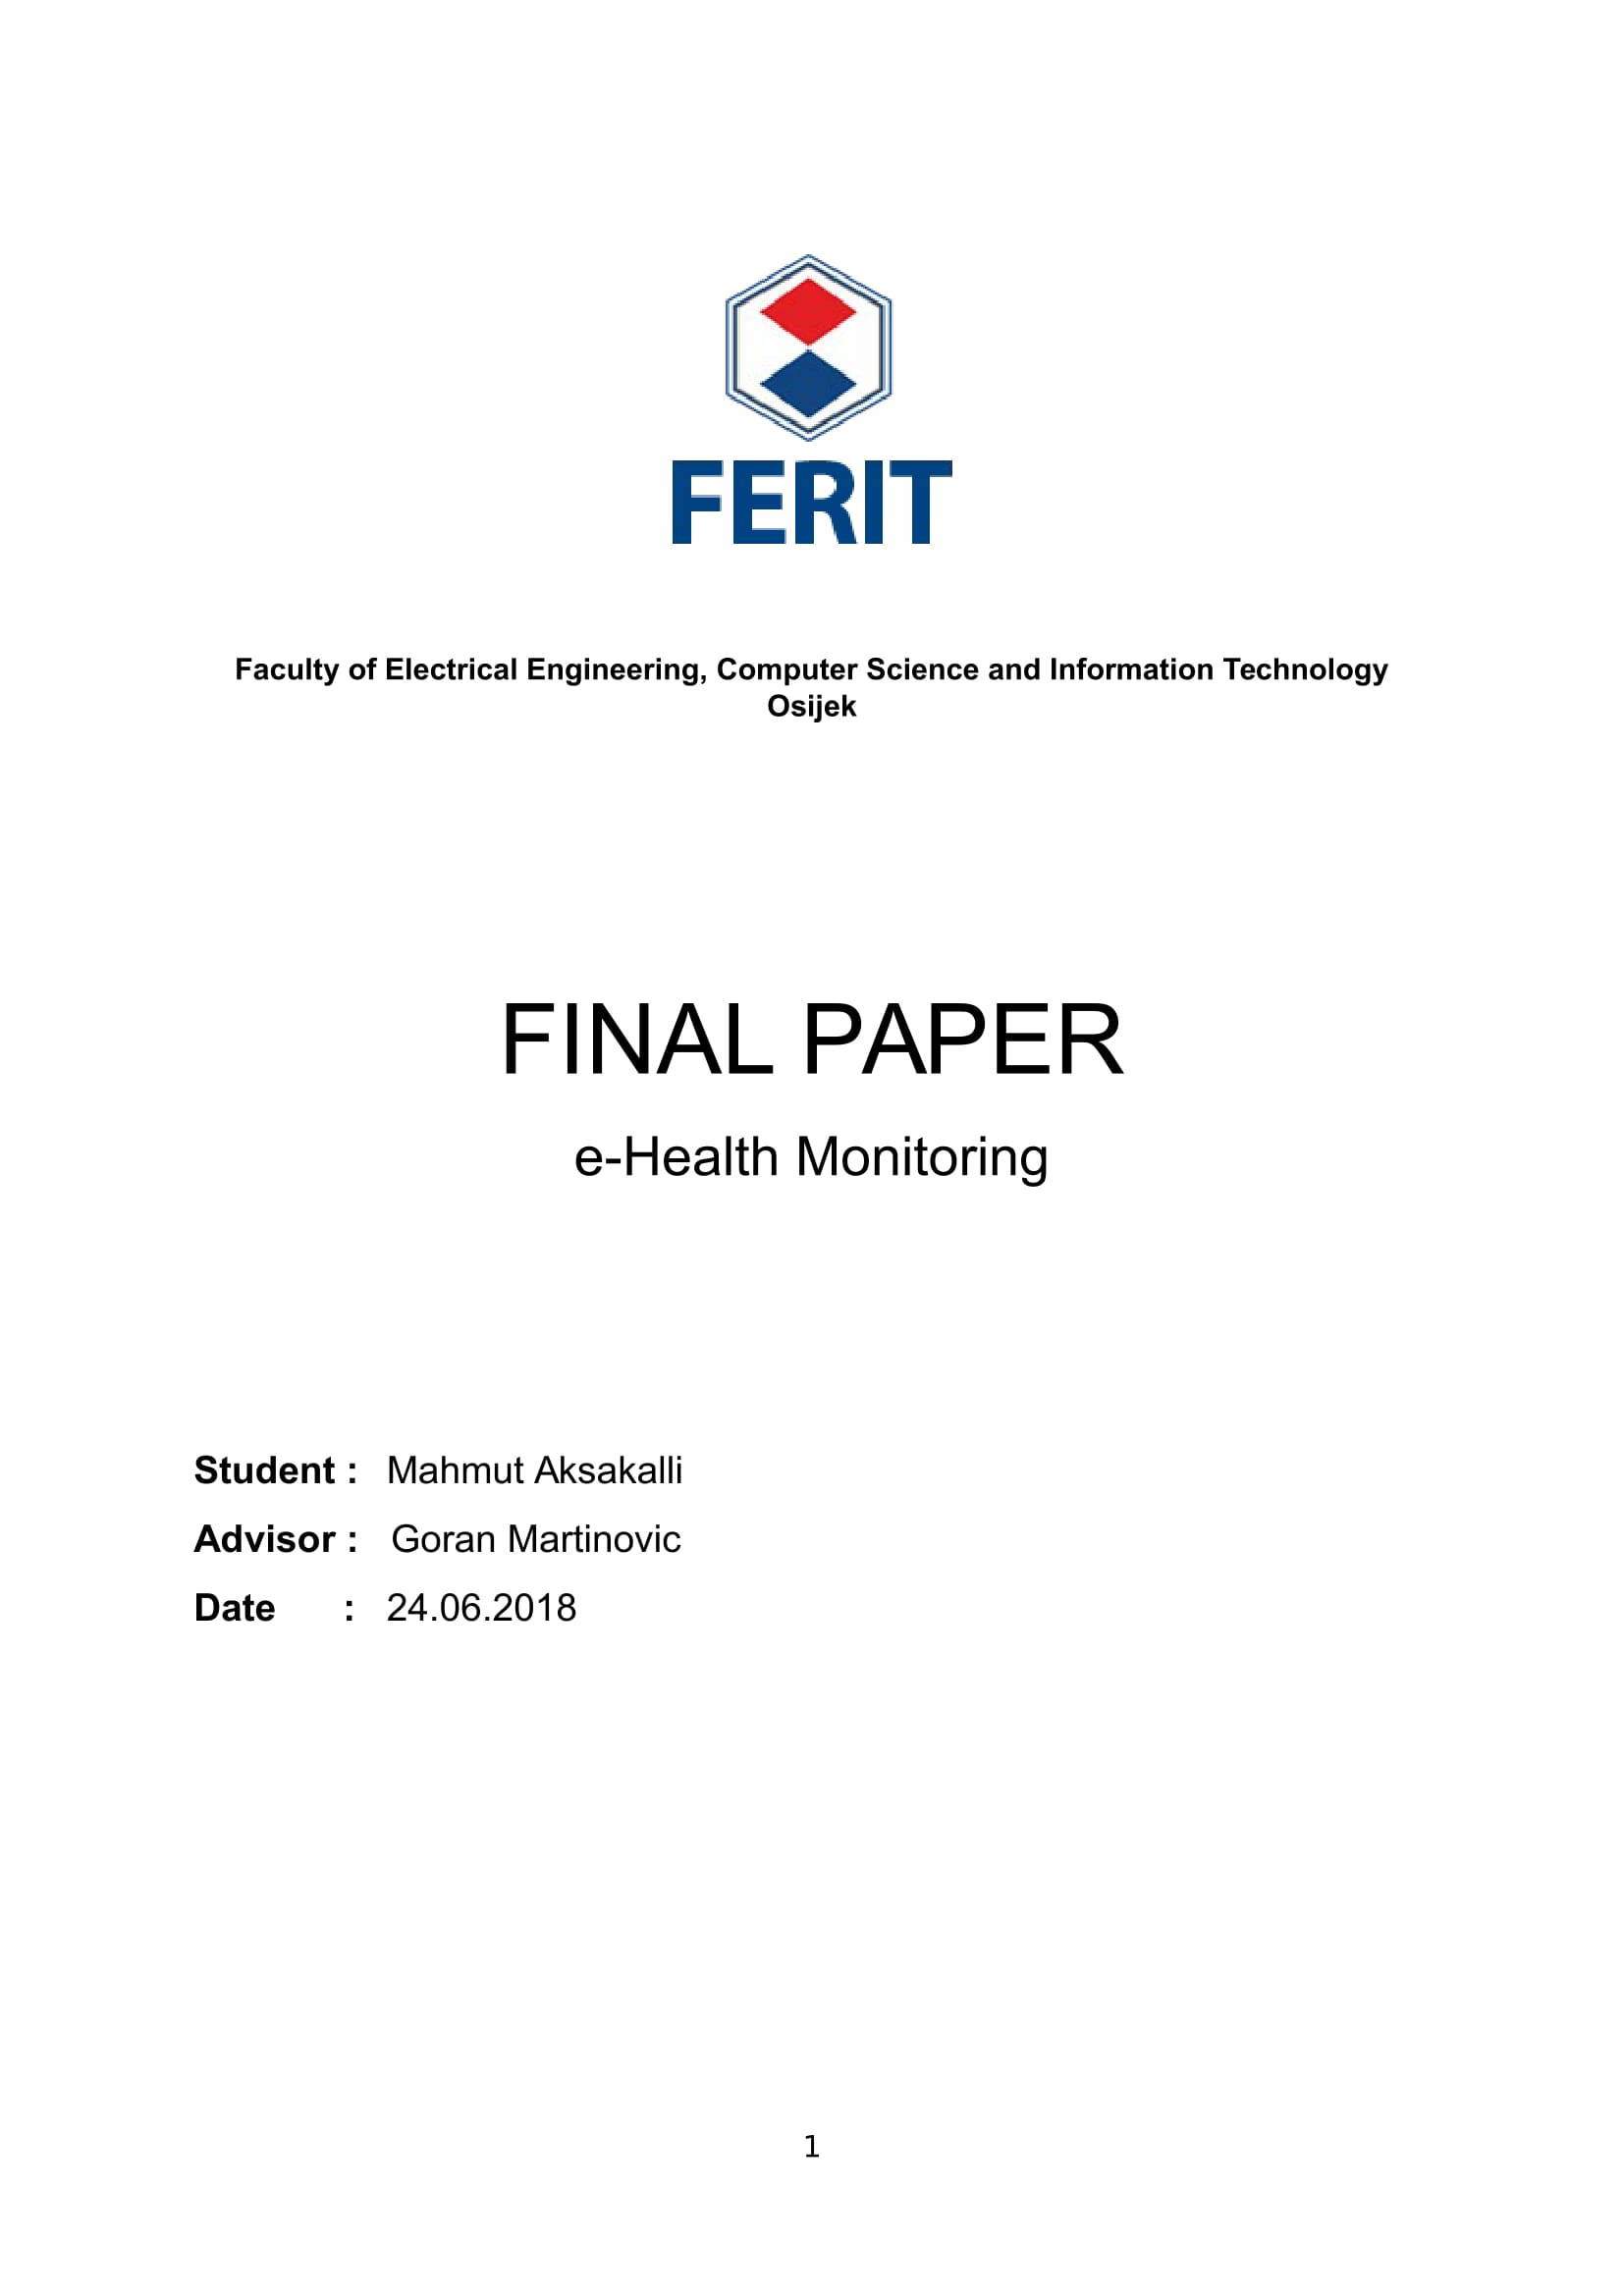 FERIT
Faculty of Electrical Engineering, Computer Science and Information Technology
Osijek
FINAL PAPER
e-Health Monitoring
Student : Mahmut Aksakalli
Advisor : Goran Martinovic
Date : 24.06.2018
1